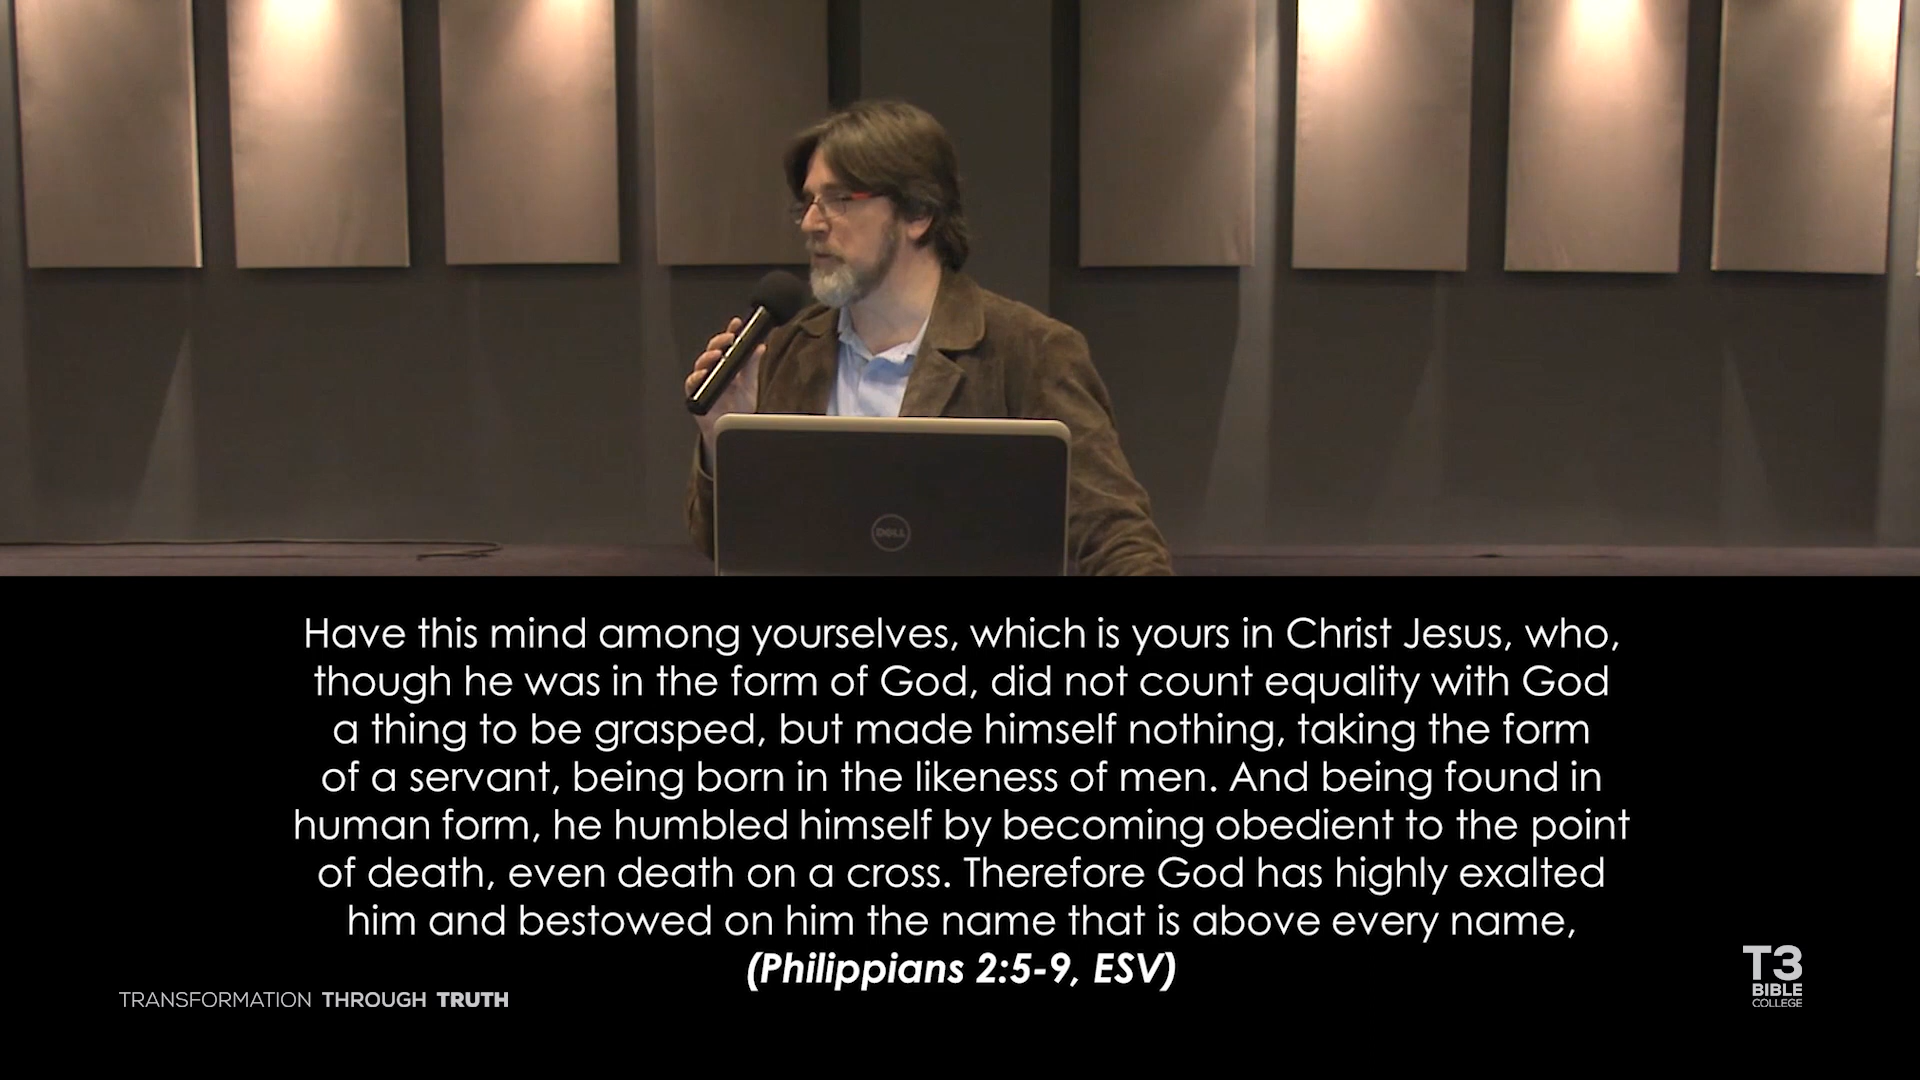 DELL
Have this mind among yourselves, which is yours in Christ Jesus, who,
though he was in the form of God, did not count equality with God
a thing to be grasped, but made himself nothing, taking the form
of a servant, being born in the likeness of men. And being found in
human form, he humbled himself by becoming obedient to the point
of death, even death on a cross. Therefore God has highly exalted
him and bestowed on him the name that is above every name,
(Philippians 2:5-9, ESV)
TRANSFORMATION THROUGH TRUTH
T3
BIBLE
COLLEGE